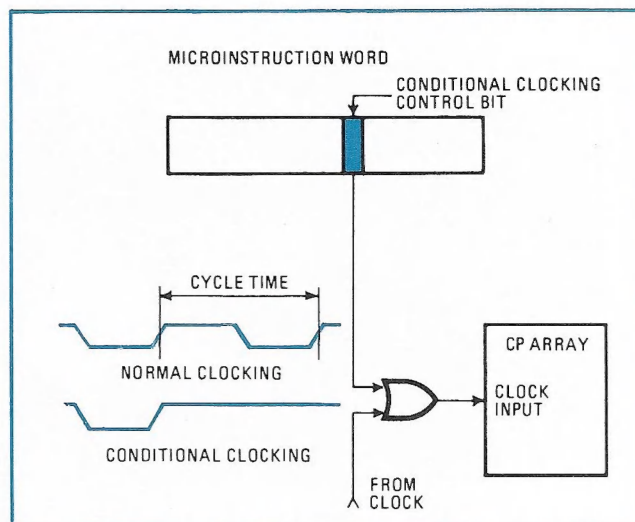 MICROINSTRUCTION WORD
CONDITIONAL CLOCKING
CONTROL BIT
CYCLE TIME
NORMAL CLOCKING
CONDITIONAL CLOCKING
CP ARRAY
CLOCK
INPUT
FROM
CLOCK